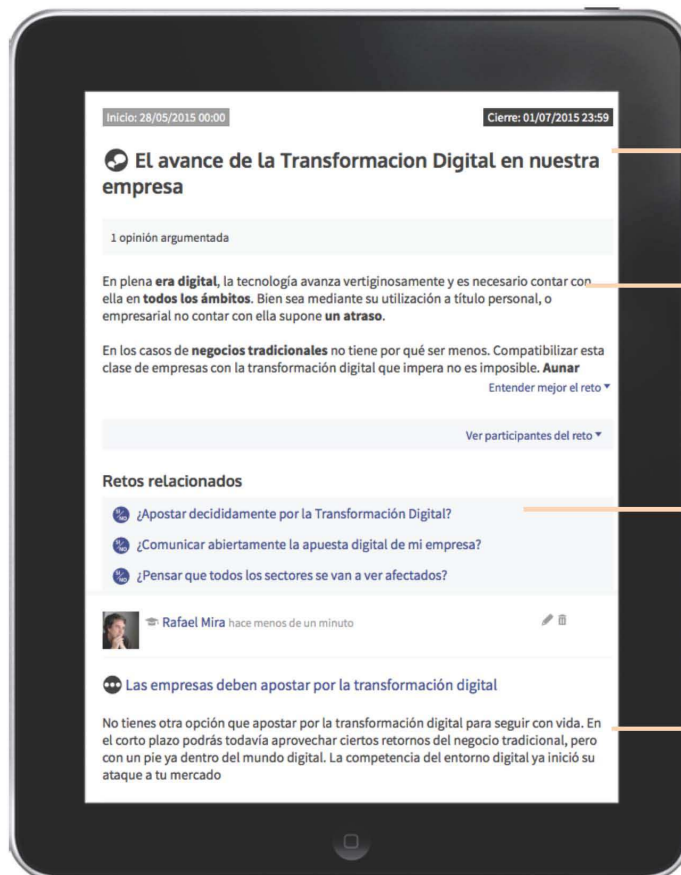 Inicio: 28/05/2015 00:00
Cierre: 01/07/2015 23:59
El avance de la Transformacion Digital en nuestra
empresa
1 opinión argumentada
En plena era digital, la tecnología avanza vertiginosamente y es necesario contar con
ella en todos los ámbitos. Bien sea mediante su utilización a título personal, o
empresarial no contar con ella supone un atraso.
En los casos de negocios tradicionales no tiene por qué ser menos. Compatibilizar esta
clase de empresas con la transformación digital que impera no es imposible. Aunar
Entender mejor el reto
Ver participantes del reto
Retos relacionados
SI/NO ¿Apostar decididamente por la Transformación Digital?
SI/NO ¿Comunicar abiertamente la apuesta digital de mi empresa?
SI/NO ¿Pensar que todos los sectores se van a ver afectados?
Rafael Mira hace menos de un minuto
Las empresas deben apostar por la transformación digital
No tienes otra opción que apostar por la transformación digital para seguir con vida. En
el corto plazo podrás todavía aprovechar ciertos retornos del negocio tradicional, pero
con un pie ya dentro del mundo digital. La competencia del entorno digital ya inició su
ataque a tu mercado